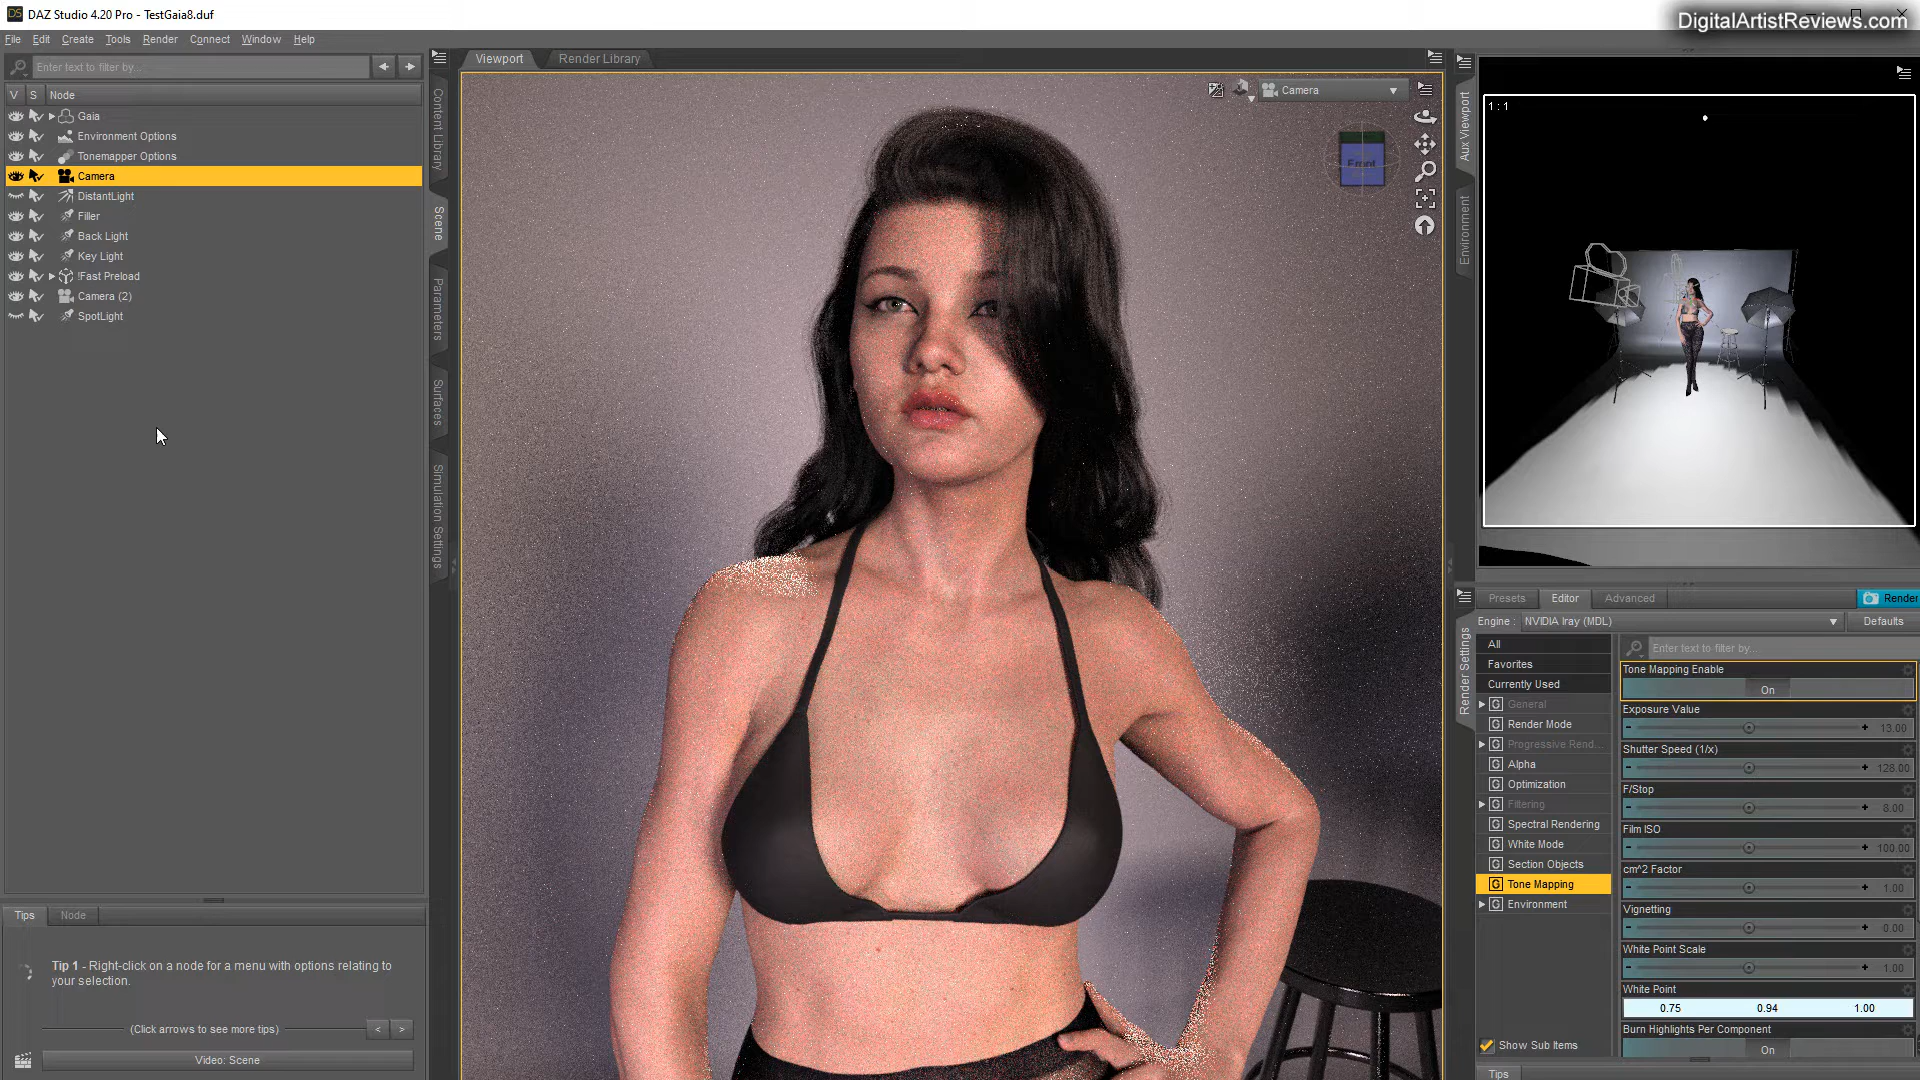 DS DAZ Studio 4.20 Pro - TestGaia8.duf
DigitalArtistReviews.com
File Edit Create Tools Render Connect Window Help
Enter text to filter by...
V S Node
Gaia
Environment Options
Tonemapper Options
Camera
DistantLight
Filler
Back Light
Key Light
!Fast Preload
Camera (2)
SpotLight
Tips Node
Tip 1 - Right-click on a node for a menu with options relating to
your selection.
(Click arrows to see more tips) < >
Video: Scene
Content Library
Scene
Parameters
Surfaces
Simulation Settings
Viewport Render Library
Camera
Front
Aux Viewport
Environment
1 : 1
Render Settings
Presets Editor Advanced Render
Engine : NVIDIA Iray (MDL) Defaults
All
Favorites
Currently Used
G General
G Render Mode
G Progressive Rend...
G Alpha
G Optimization
G Filtering
G Spectral Rendering
G White Mode
G Section Objects
G Tone Mapping
G Environment
Show Sub Items
Enter text to filter by...
Tone Mapping Enable
On
Exposure Value
- + 13.00
Shutter Speed (1/x)
- + 128.00
F/Stop
- + 8.00
Film ISO
- + 100.00
cm^2 Factor
- + 1.00
Vignetting
- + 0.00
White Point Scale
- + 1.00
White Point
0.75 0.94 1.00
Burn Highlights Per Component
On
Tips